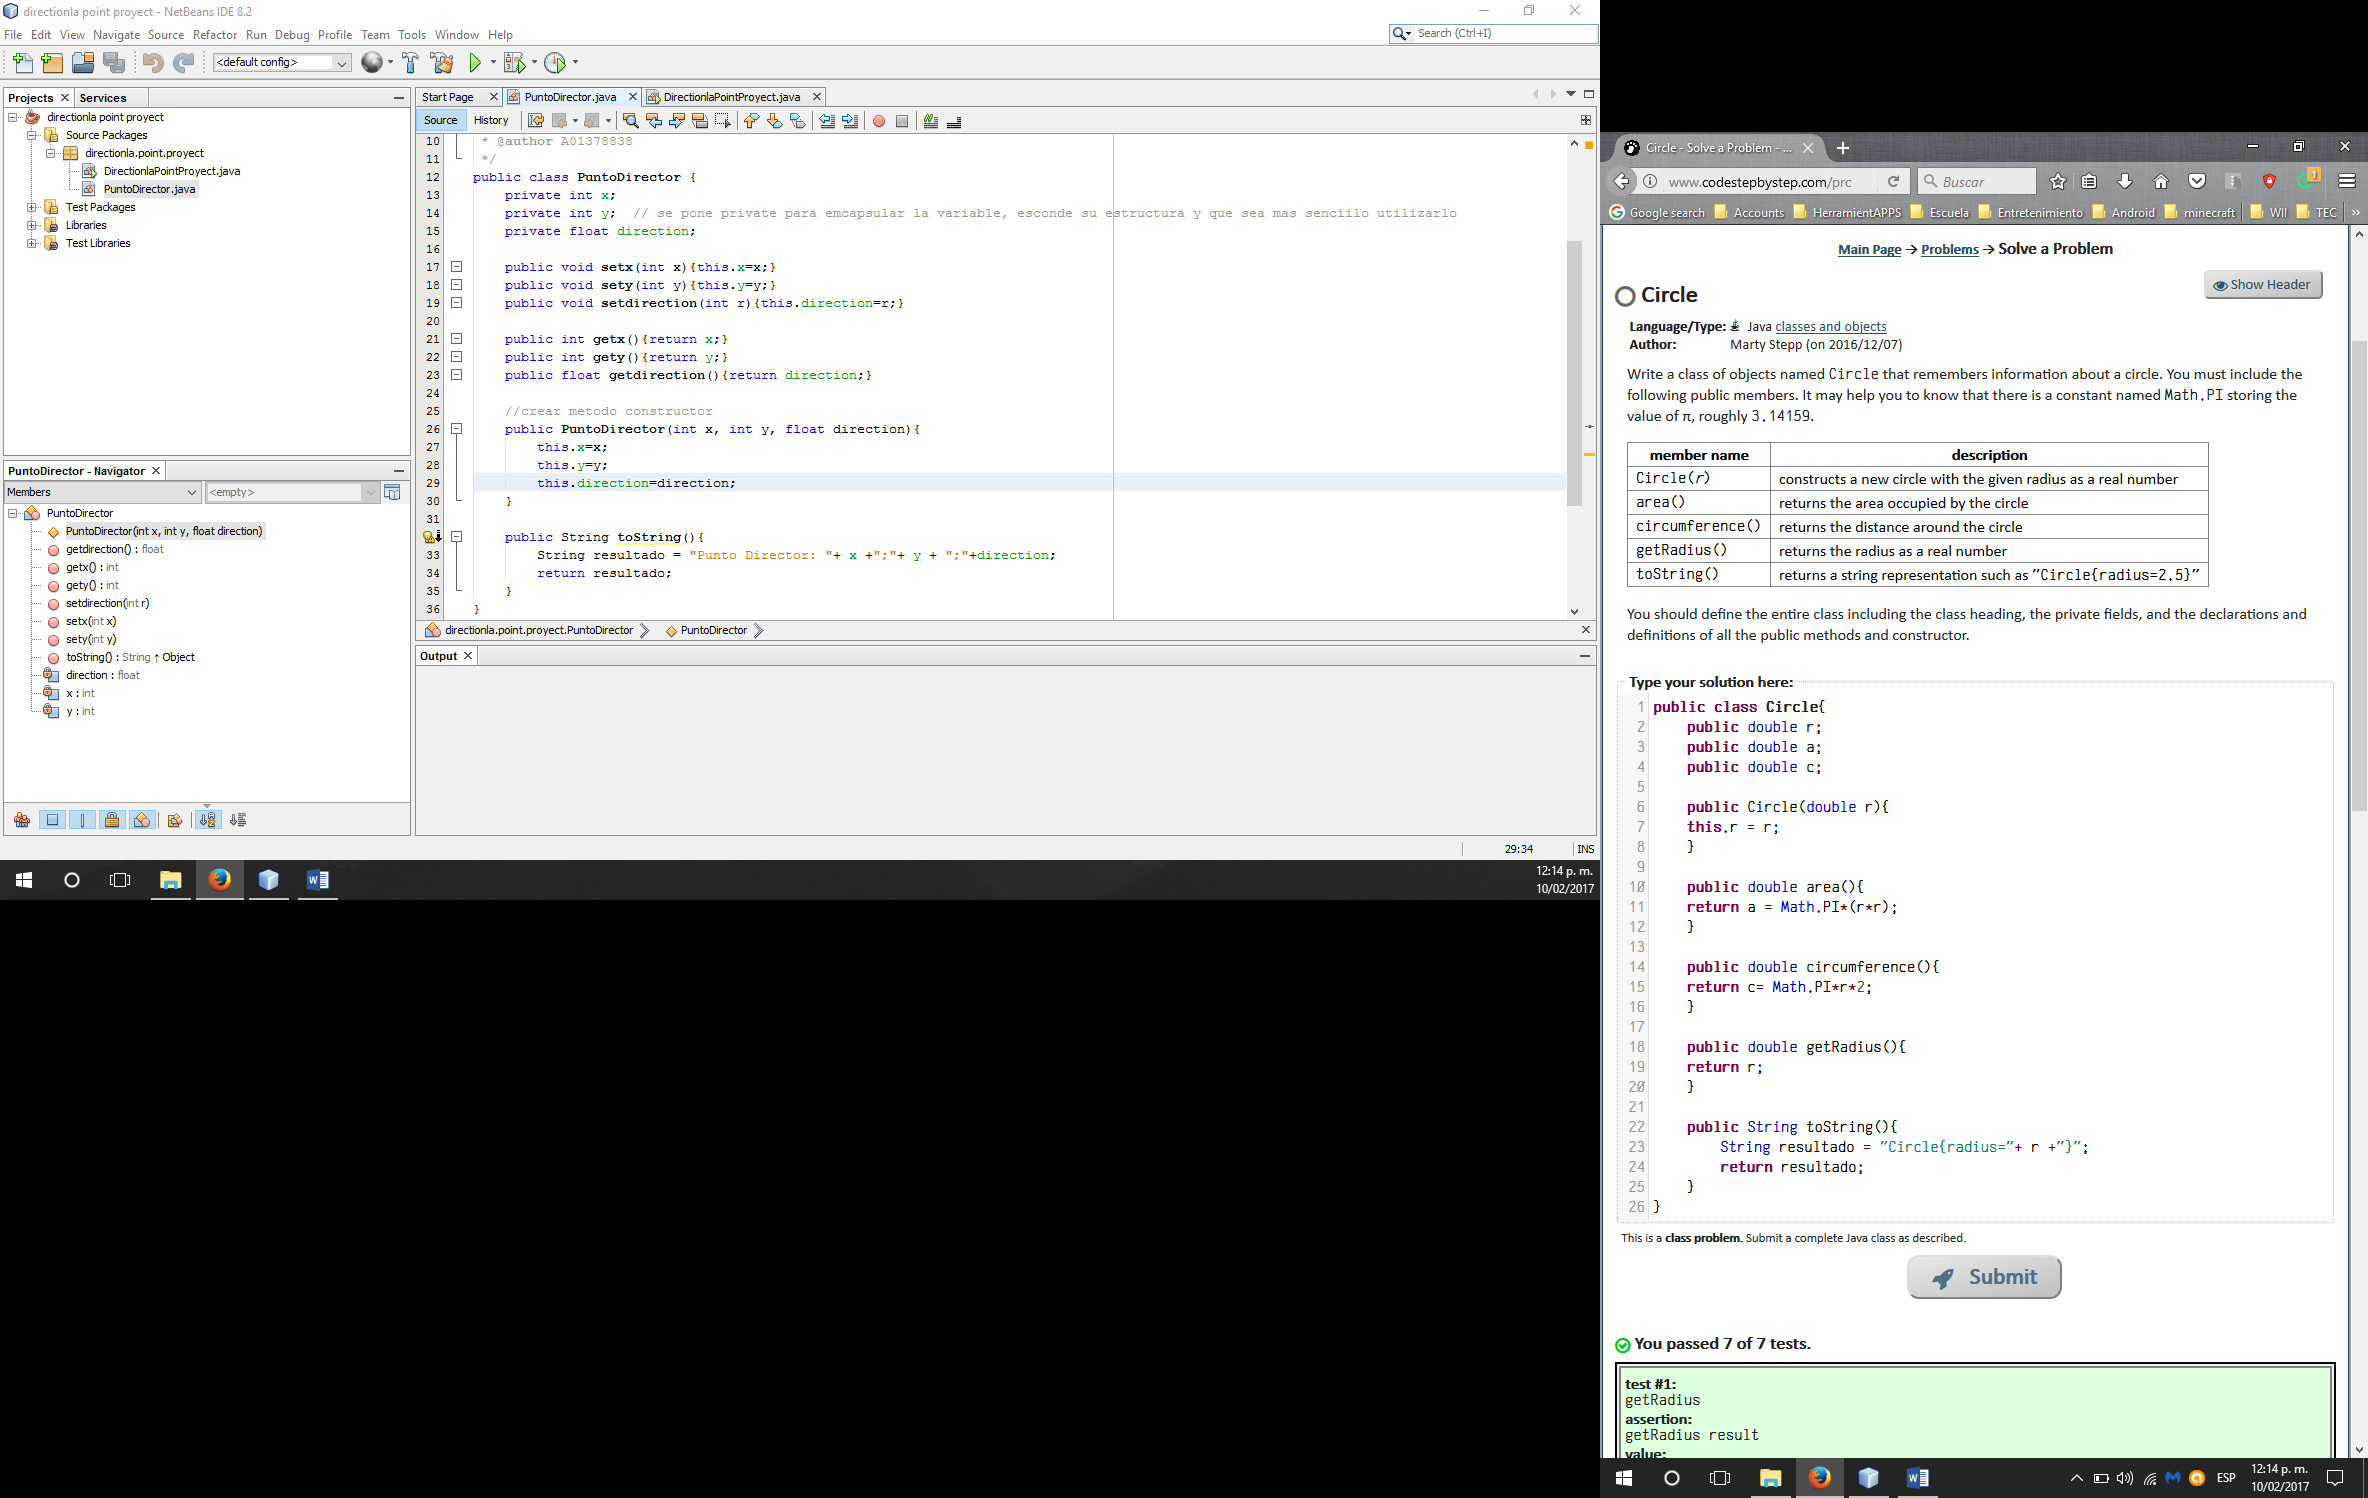 directionla point proyect - NetBeans IDE 8.2
File Edit View Navigate Source Refactor Run Debug Profile Team Tools Window Help
Search (Ctrl+I)
<default config>
Projects Services
directionla point proyect
Source Packages
directionla.point.proyect
DirectionlaPointProyect.java
PuntoDirector.java
Test Packages
Libraries
Test Libraries
PuntoDirector - Navigator
Members <empty>
PuntoDirector
PuntoDirector(int x, int y, float direction)
getdirection() : float
getx() : int
gety() : int
setdirection(int r)
setx(int x)
sety(int y)
toString() : String ↑ Object
direction : float
x : int
y : int
Start Page PuntoDirector.java DirectionlaPointProyect.java
Source History
10 * @author A01378838
11 */
12 public class PuntoDirector {
13 private int x;
14 private int y; // se pone private para emcapsular la variable, esconde su estructura y que sea mas senciilo utilizarlo
15 private float direction;
16
17 public void setx(int x){this.x=x;}
18 public void sety(int y){this.y=y;}
19 public void setdirection(int r){this.direction=r;}
20
21 public int getx(){return x;}
22 public int gety(){return y;}
23 public float getdirection(){return direction;}
24
25 //crear metodo constructor
26 public PuntoDirector(int x, int y, float direction){
27 this.x=x;
28 this.y=y;
29 this.direction=direction;
30 }
31
public String toString(){
33 String resultado = "Punto Director: "+ x +";"+ y + ";"+direction;
34 return resultado;
35 }
36 }
directionla.point.proyect.PuntoDirector PuntoDirector
Output
29:34 INS
12:14 p. m.
10/02/2017
Circle - Solve a Problem - ...
www.codestepbystep.com/prc
Buscar
1
Google search Accounts HerramientAPPS Escuela Entretenimiento Android minecraft WII TEC »
Main Page → Problems → Solve a Problem
Circle
Show Header
Language/Type: Java classes and objects
Author: Marty Stepp (on 2016/12/07)
Write a class of objects named Circle that remembers information about a circle. You must include the
following public members. It may help you to know that there is a constant named Math.PI storing the
value of π, roughly 3.14159.
member name description
Circle(r) constructs a new circle with the given radius as a real number
area() returns the area occupied by the circle
circumference() returns the distance around the circle
getRadius() returns the radius as a real number
toString() returns a string representation such as "Circle{radius=2.5}"
You should define the entire class including the class heading, the private fields, and the declarations and
definitions of all the public methods and constructor.
Type your solution here:
1 public class Circle{
2 public double r;
3 public double a;
4 public double c;
5
6 public Circle(double r){
7 this.r = r;
8 }
9
10 public double area(){
11 return a = Math.PI*(r*r);
12 }
13
14 public double circumference(){
15 return c= Math.PI*r*2;
16 }
17
18 public double getRadius(){
19 return r;
20 }
21
22 public String toString(){
23 String resultado = "Circle{radius="+ r +"}";
24 return resultado;
25 }
26 }
This is a class problem. Submit a complete Java class as described.
Submit
You passed 7 of 7 tests.
test #1:
getRadius
assertion:
getRadius result
value:
ESP
12:14 p. m.
10/02/2017